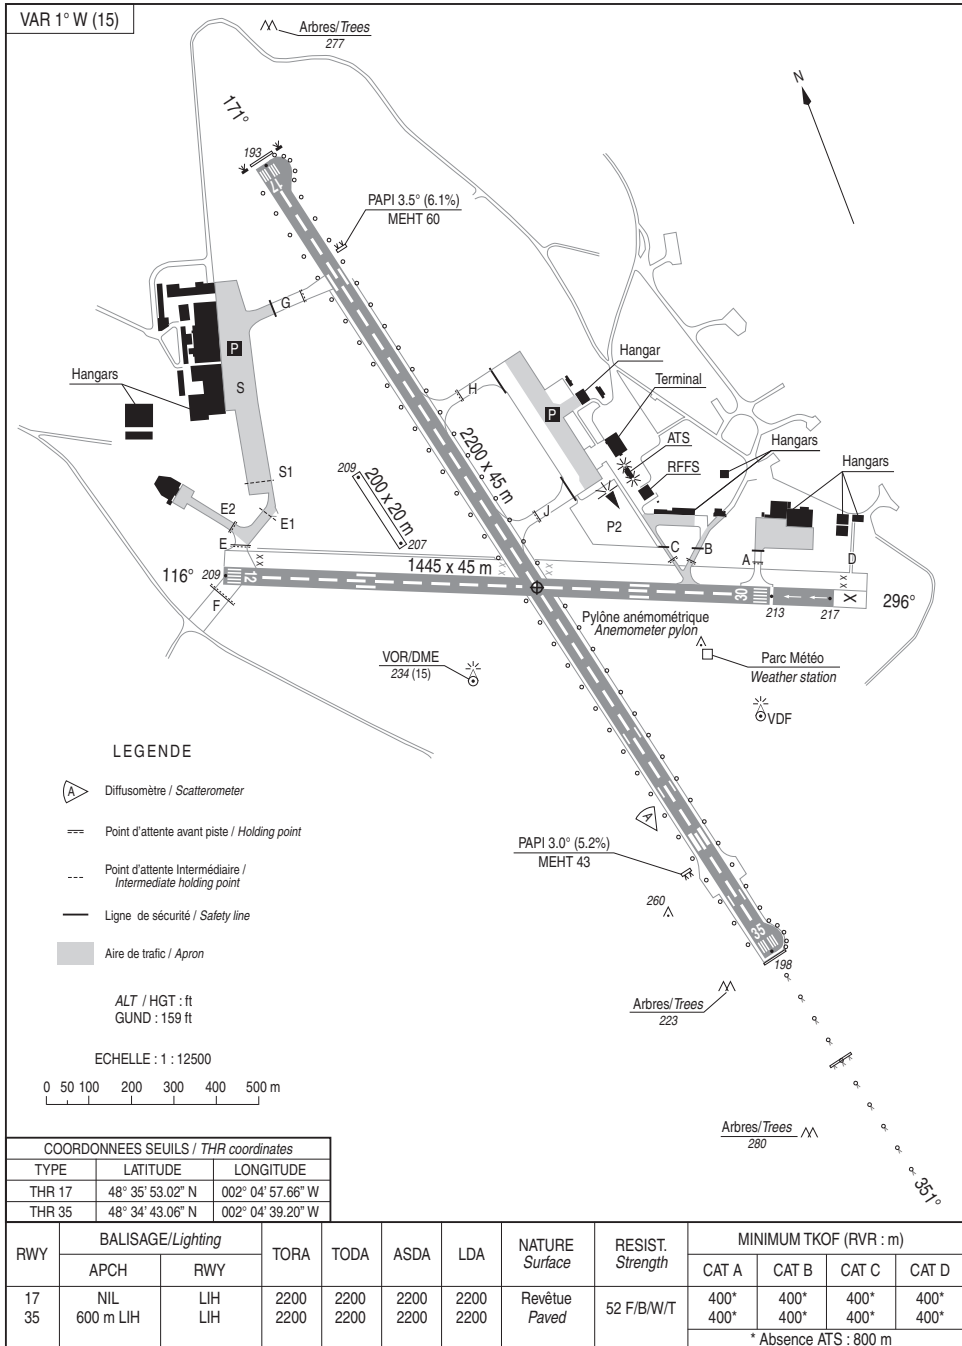 VAR 1° W (15)
Arbres/Trees
277
N
171°
193
17
PAPI 3.5° (6.1%)
MEHT 60
G
P
S
Hangars
Hangar
H
P
Terminal
2200 x 45 m
ATS
Hangars
RFFS
Hangars
209
200 x 20 m
207
S1
E2
E1
E
J
P2
C
B
A
D
116°
209
12
1445 x 45 m
30
X
296°
F
213
217
Pylône anémométrique
Anemometer pylon
VOR/DME
234 (15)
Parc Météo
Weather station
VDF
LEGENDE
A
Diffusomètre / Scatterometer
Point d'attente avant piste / Holding point
Point d'attente Intermédiaire /
Intermediate holding point
Ligne de sécurité / Safety line
Aire de trafic / Apron
A
PAPI 3.0° (5.2%)
MEHT 43
260
35
198
Arbres/Trees
223
ALT / HGT : ft
GUND : 159 ft
ECHELLE : 1 : 12500
0 50 100 200 300 400 500 m
Arbres/Trees
280
351°
COORDONNEES SEUILS / THR coordinates
TYPE LATITUDE LONGITUDE
THR 17 48° 35' 53.02" N 002° 04' 57.66" W
THR 35 48° 34' 43.06" N 002° 04' 39.20" W
RWY BALISAGE/Lighting TORA TODA ASDA LDA NATURE RESIST. MINIMUM TKOF (RVR : m)
Surface Strength
APCH RWY CAT A CAT B CAT C CAT D
17 NIL LIH 2200 2200 2200 2200 Revêtue 52 F/B/W/T 400* 400* 400* 400*
35 600 m LIH LIH 2200 2200 2200 2200 Paved 400* 400* 400* 400*
* Absence ATS : 800 m